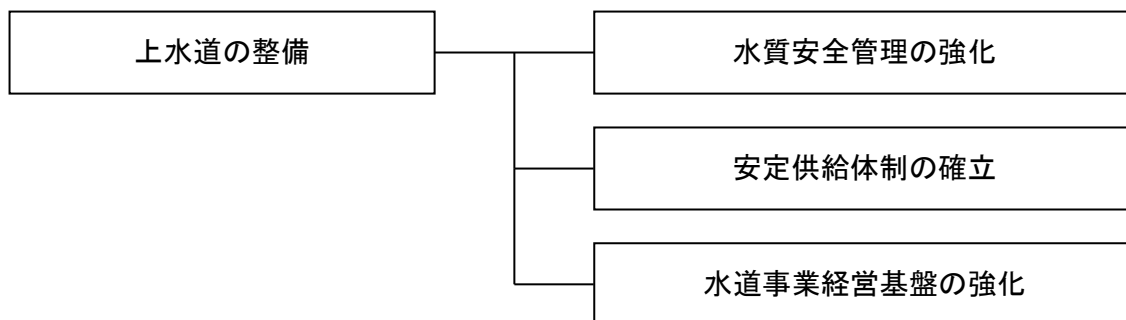 上水道の整備
水質安全管理の強化
安定供給体制の確立
水道事業経営基盤の強化